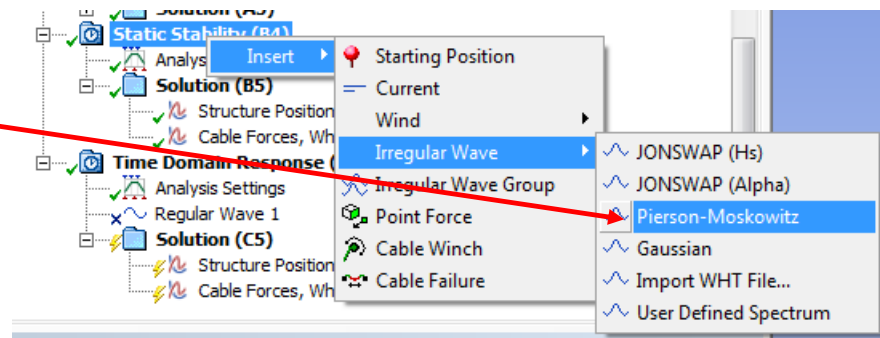 Solution (A5)
Static Stability (B4)
Analys
Solution (B5)
Structure Position
Cable Forces, Wh
Time Domain Response (
Analysis Settings
Regular Wave 1
Solution (C5)
Structure Position
Cable Forces, Wh
Insert
Starting Position
Current
Wind
Irregular Wave
Irregular Wave Group
Point Force
Cable Winch
Cable Failure
JONSWAP (Hs)
JONSWAP (Alpha)
Pierson-Moskowitz
Gaussian
Import WHT File...
User Defined Spectrum